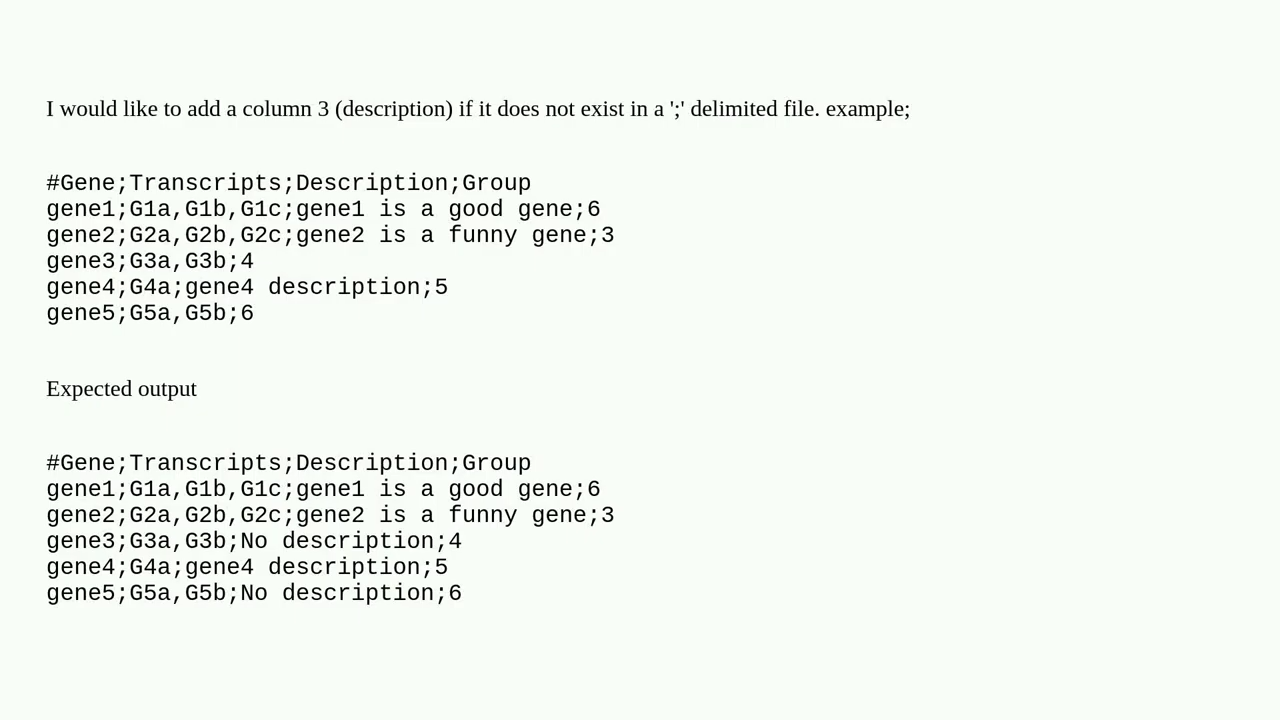 I would like to add a column 3 (description) if it does not exist in a ';' delimited file. example;
#Gene;Transcripts;Description;Group
gene1;G1a,G1b,G1c;gene1 is a good gene;6
gene2;G2a,G2b,G2c;gene2 is a funny gene;3
gene3;G3a,G3b;4
gene4;G4a;gene4 description;5
gene5;G5a,G5b;6
Expected output
#Gene;Transcripts;Description;Group
gene1;G1a,G1b,G1c;gene1 is a good gene;6
gene2;G2a,G2b,G2c;gene2 is a funny gene;3
gene3;G3a,G3b;No description;4
gene4;G4a;gene4 description;5
gene5;G5a,G5b;No description;6